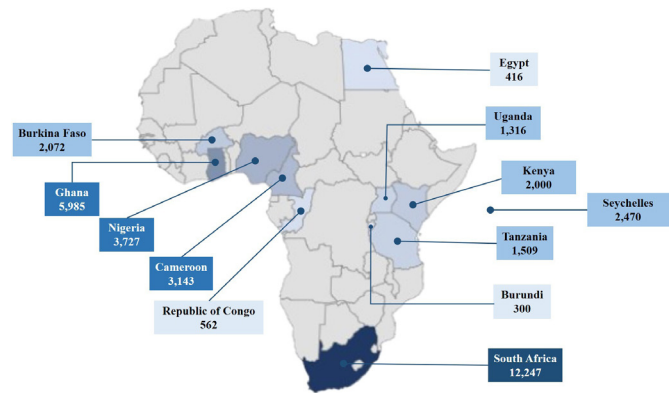 Egypt
416
Uganda
1,316
Burkina Faso
2,072
Kenya
2,000
Ghana
5,985
Seychelles
2,470
Nigeria
3,727
Tanzania
1,509
Cameroon
3,143
Republic of Congo
562
Burundi
300
South Africa
12,247